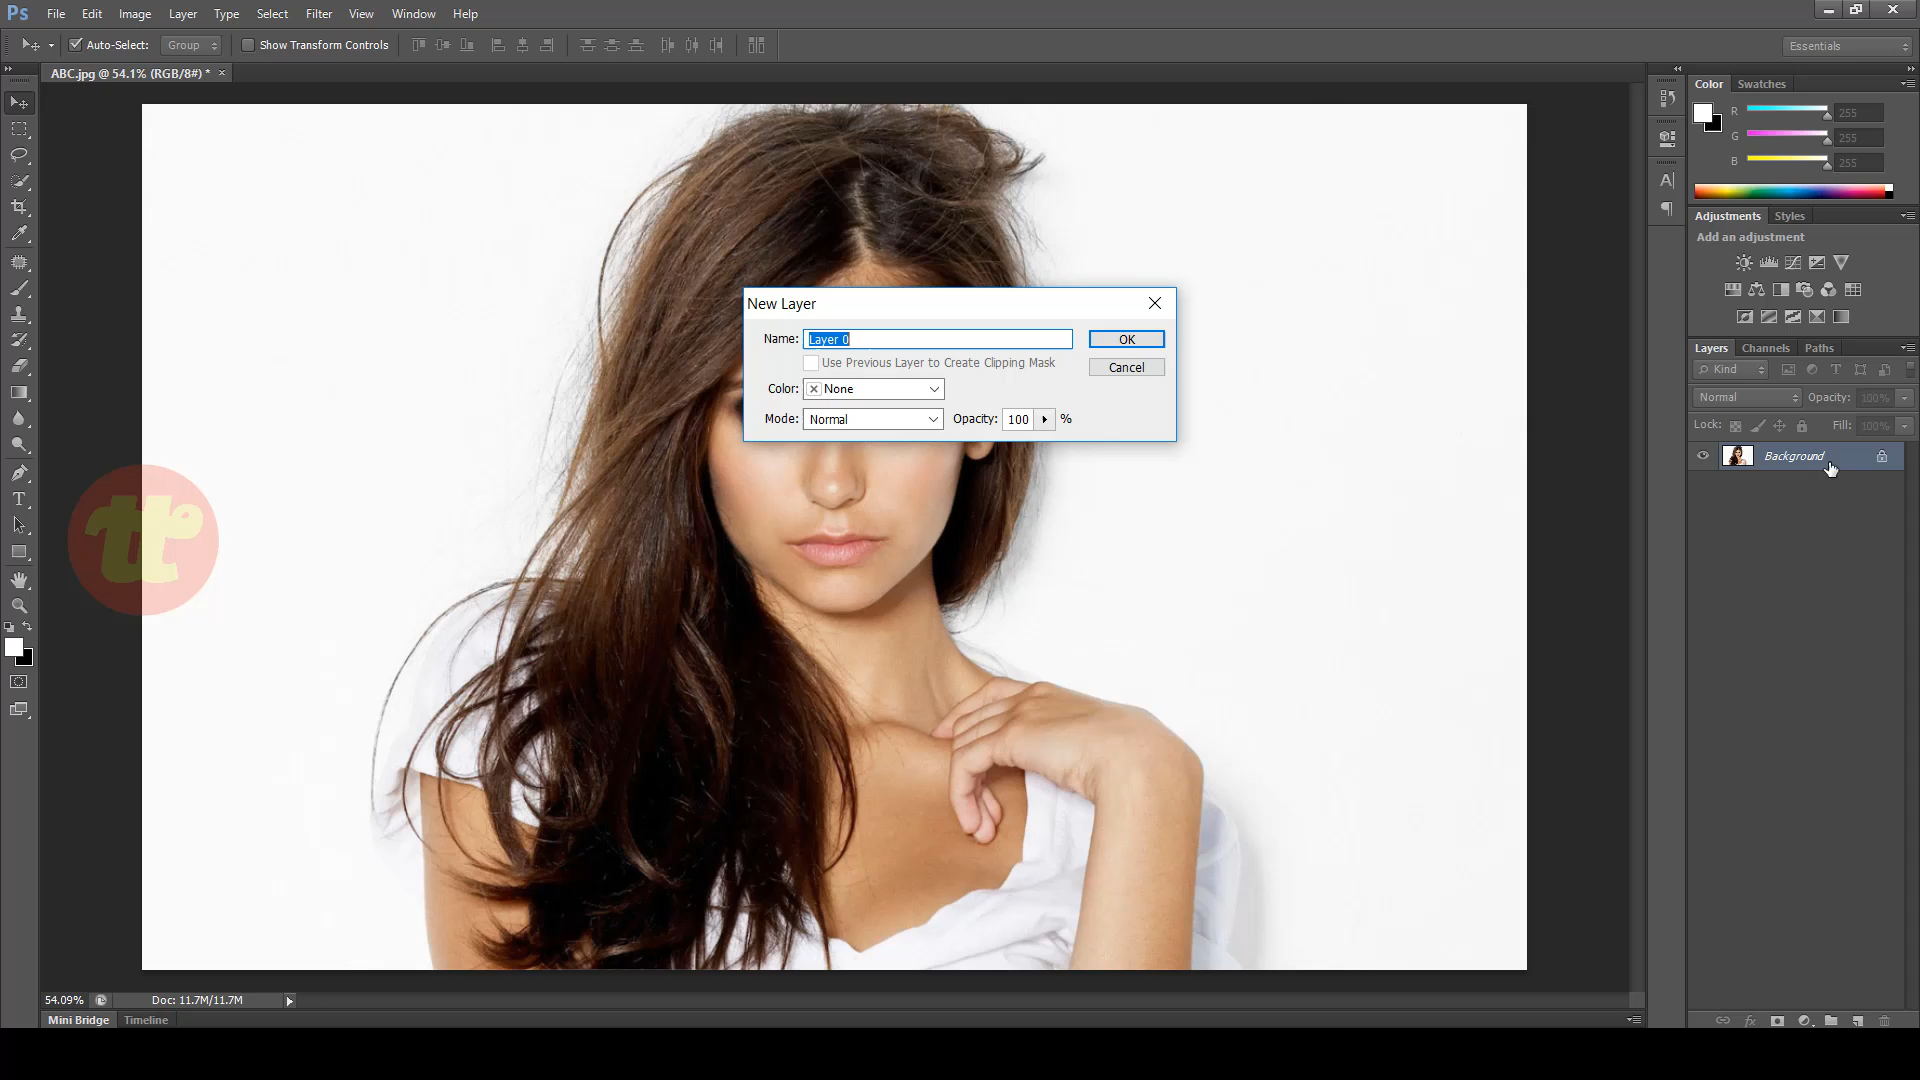 Ps File Edit Image Layer Type Select Filter View Window Help
Auto-Select: Group Show Transform Controls Essentials
ABC.jpg @ 54.1% (RGB/8#) * ×
Color Swatches
R 255
G 255
B 255
Adjustments Styles
Add an adjustment
New Layer
Name: Layer 0 OK
Use Previous Layer to Create Clipping Mask Cancel
Color: None
Mode: Normal Opacity: 100 %
Layers Channels Paths
Kind
Normal Opacity: 100%
Lock: Fill: 100%
Background
tt
54.09% Doc: 11.7M/11.7M
Mini Bridge Timeline